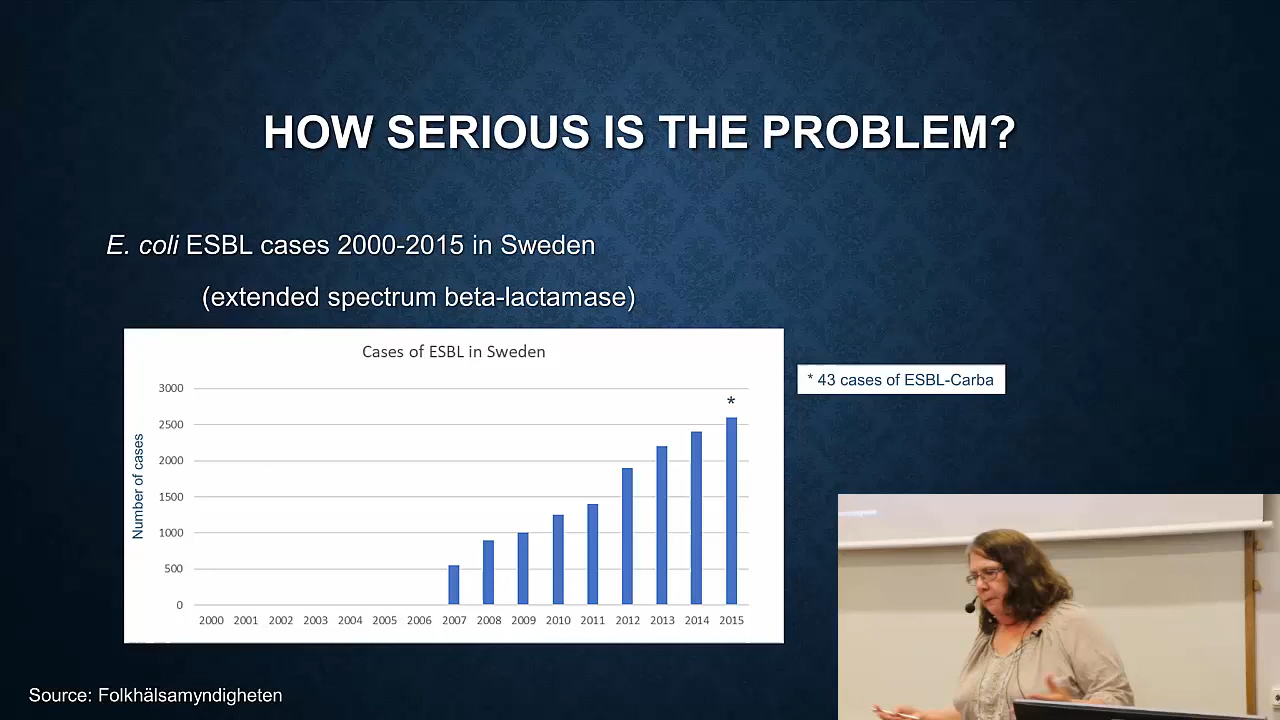 HOW SERIOUS IS THE PROBLEM?
E. coli ESBL cases 2000-2015 in Sweden
(extended spectrum beta-lactamase)
Cases of ESBL in Sweden
* 43 cases of ESBL-Carba
*
Number of cases
3000
2500
2000
1500
1000
500
0
2000 2001 2002 2003 2004 2005 2006 2007 2008 2009 2010 2011 2012 2013 2014 2015
Source: Folkhälsamyndigheten